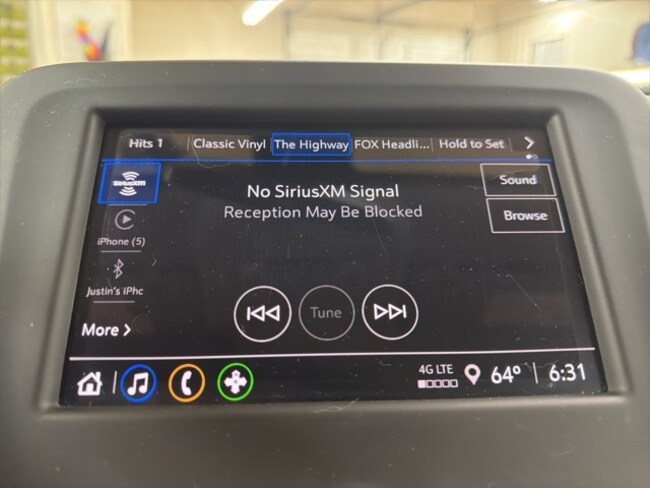 Hits 1
Classic Vinyl
The Highway
FOX Headli...
Hold to Set
SiriusXM
No SiriusXM Signal
Reception May Be Blocked
Sound
Browse
iPhone (5)
Justin's iPhc
Tune
More
4G LTE
64°
6:31